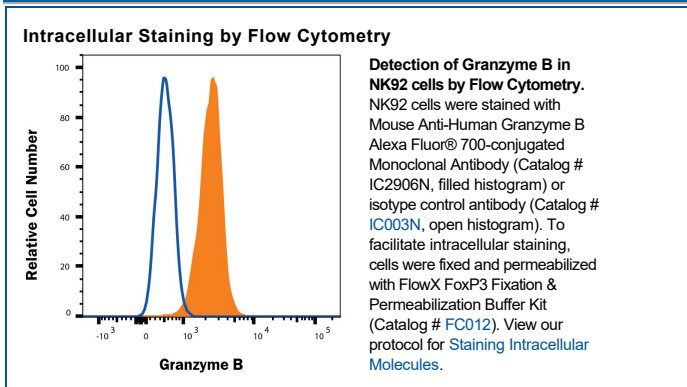 Intracellular Staining by Flow Cytometry
100
80
60
40
20
0
Relative Cell Number
-10 3
0
10 3
10 4
10 5
Granzyme B
Detection of Granzyme B in
NK92 cells by Flow Cytometry.
NK92 cells were stained with
Mouse Anti-Human Granzyme B
Alexa Fluor® 700-conjugated
Monoclonal Antibody (Catalog #
IC2906N, filled histogram) or
isotype control antibody (Catalog #
IC003N, open histogram). To
facilitate intracellular staining,
cells were fixed and permeabilized
with FlowX FoxP3 Fixation &
Permeabilization Buffer Kit
(Catalog # FC012). View our
protocol for Staining Intracellular
Molecules.